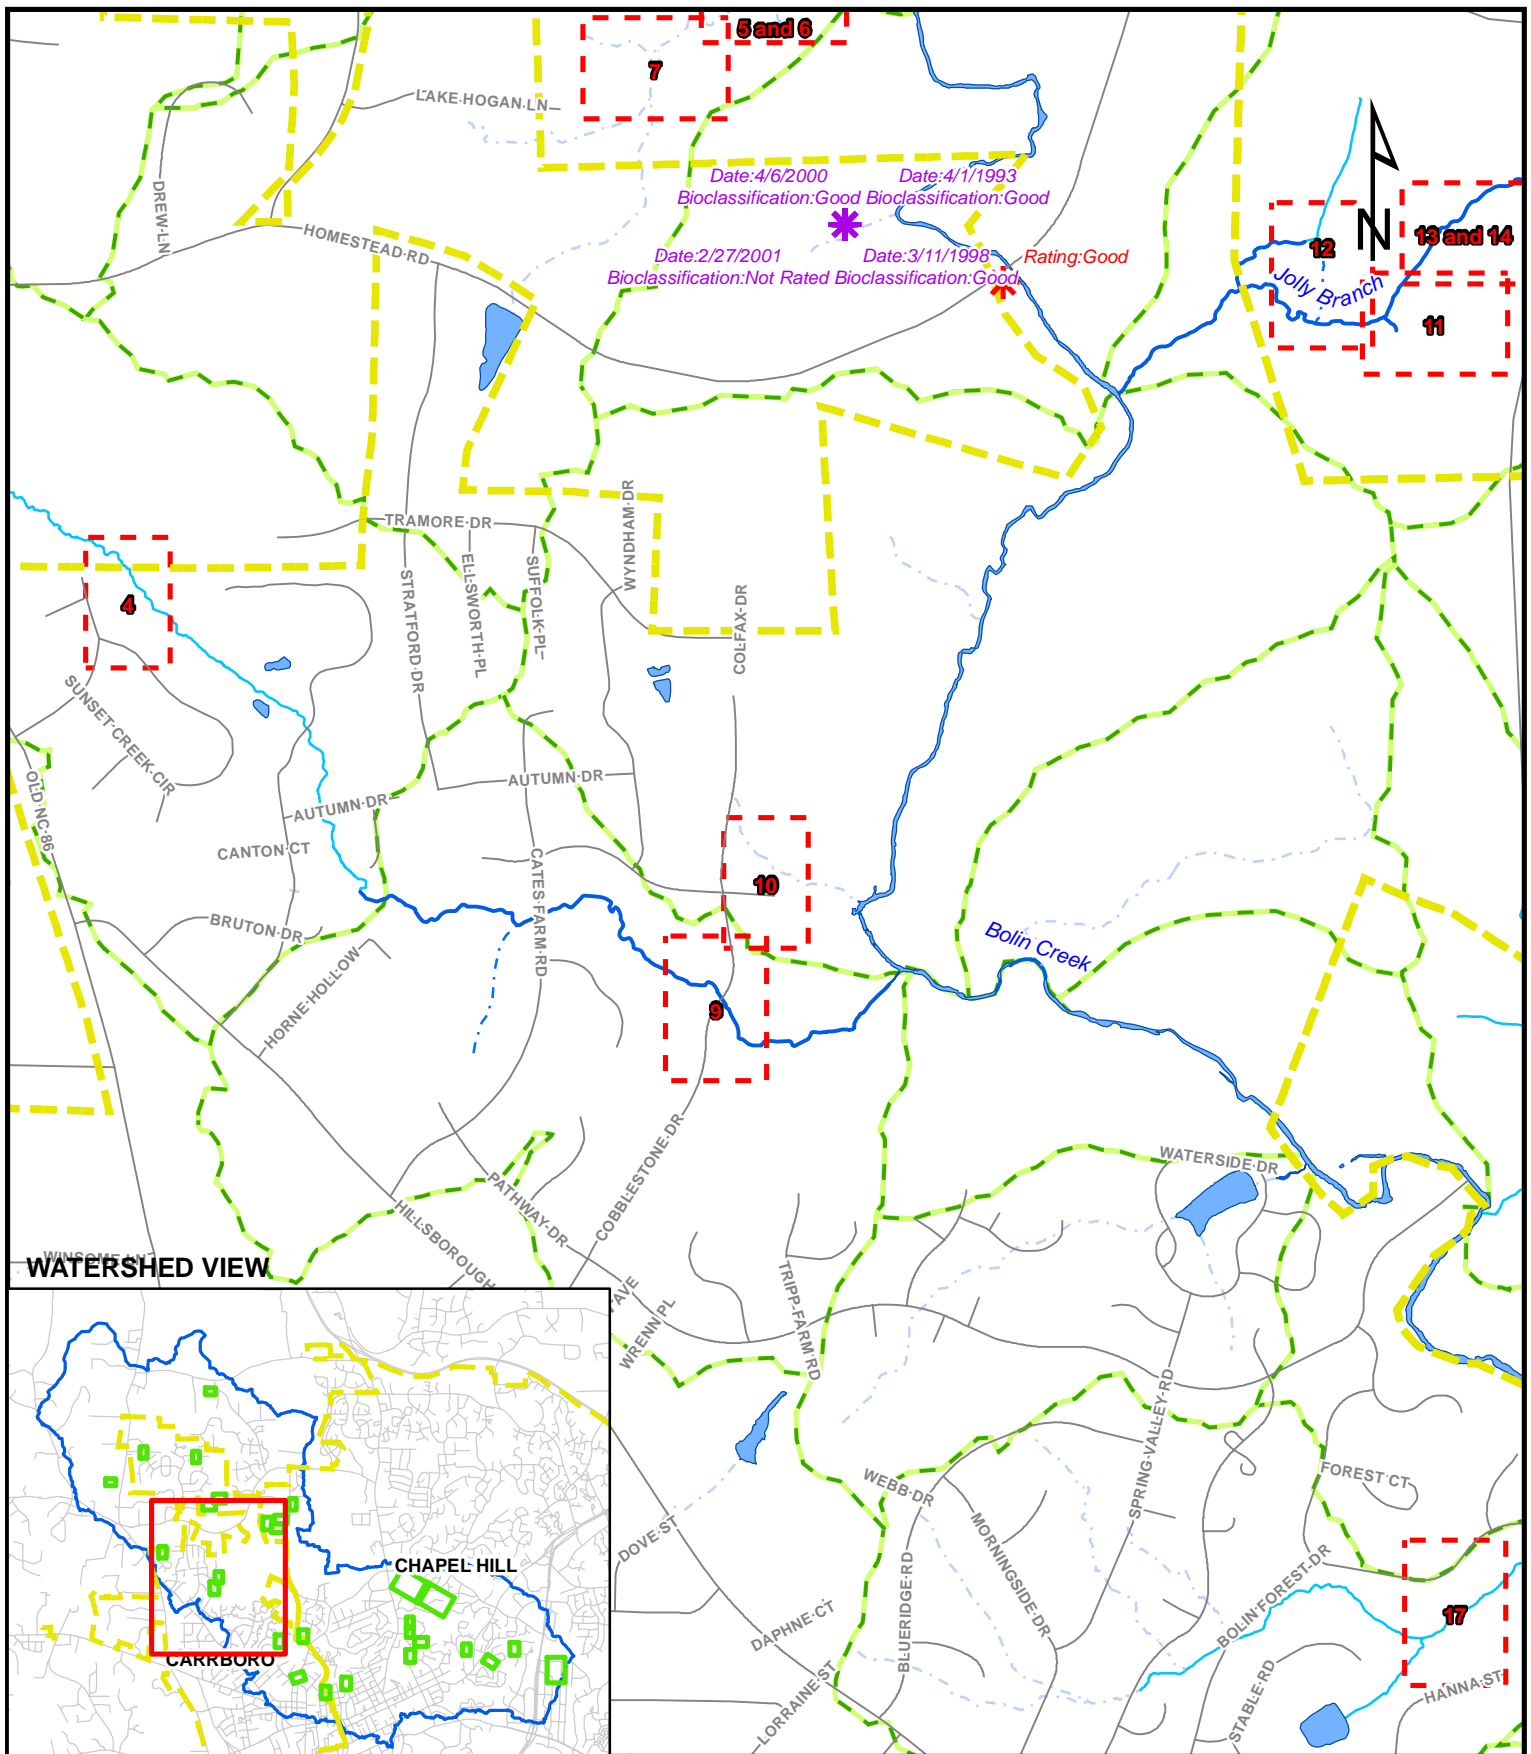 5 and 6
7
LAKE HOGAN LN
DREW LN
HOMESTEAD RD
Date:4/6/2000
Bioclassification:Good
Date:4/1/1993
Bioclassification:Good
Date:2/27/2001
Bioclassification:Not Rated
Date:3/11/1998
Bioclassification:Good
Rating:Good
N
12
13 and 14
Jolly Branch
11
TRAMORE DR
WYNDHAM DR
ELLSWORTH PL
SUFFOLK PL
STRATFORD DR
COLFAX DR
4
SUNSET CREEK CIR
OLD NC 86
AUTUMN DR
AUTUMN DR
CANTON CT
CATES FARM RD
10
BRUTON DR
HORNE HOLLOW
Bolin Creek
9
COBBLESTONE DR
PATHWAY DR
HILLSBOROUGH
WATERSIDE DR
WINSOME LN
WATERSHED VIEW
AVE
WRENN PL
TRIPP FARM RD
SPRING VALLEY RD
WEBB DR
FOREST CT
DOVE ST
MORNINGSIDE DR
BLUERIDGE RD
BOLIN FOREST DR
DAPHNE CT
17
LORRAINE ST
STABLE RD
HANNA ST
CHAPEL HILL
CARRBORO